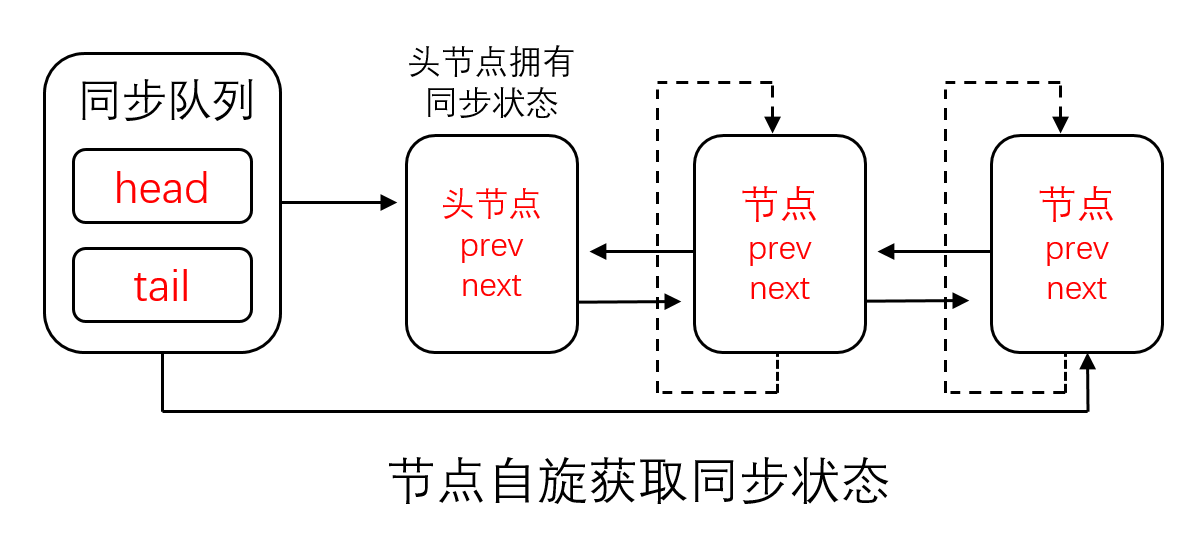 同步队列
head
tail
头节点拥有
同步状态
头节点
prev
next
节点
prev
next
节点
prev
next
节点自旋获取同步状态